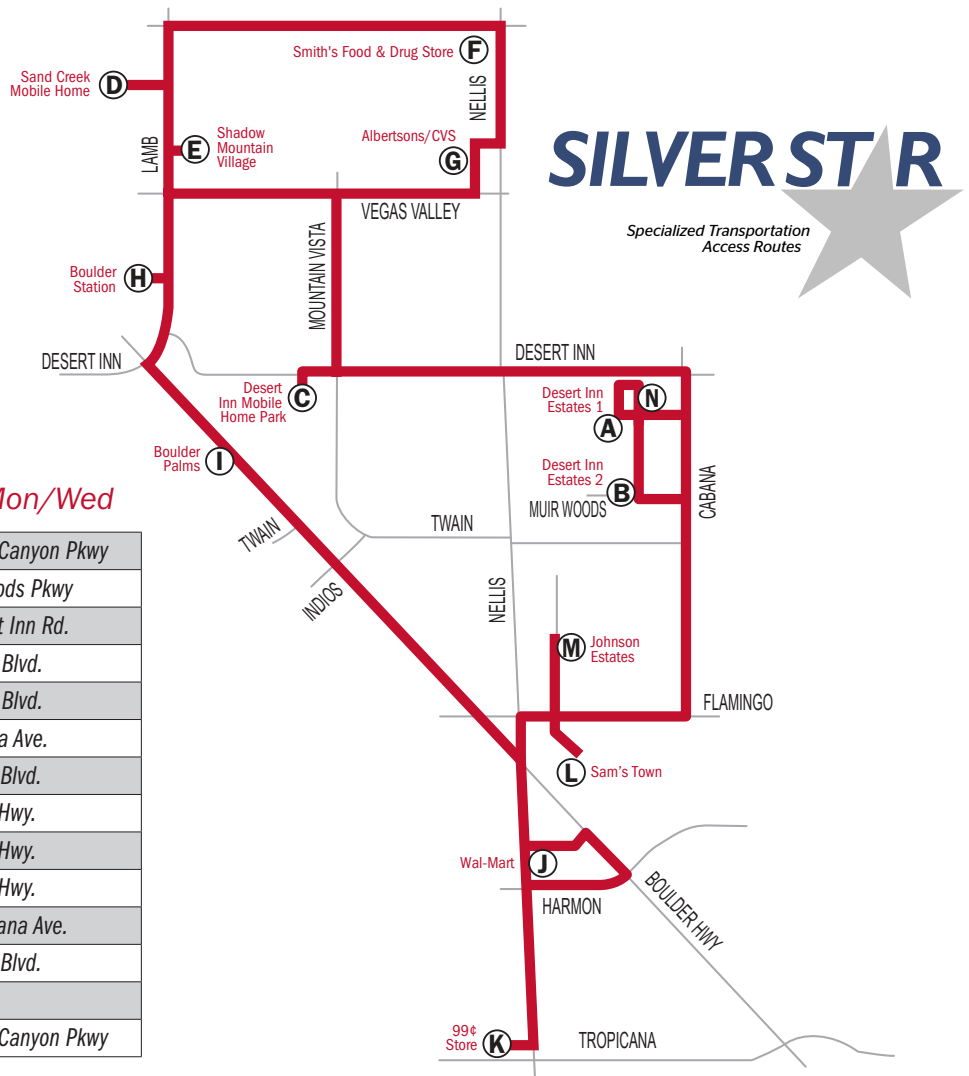 Smith's Food & Drug Store
F
Sand Creek
Mobile Home
D
NELLIS
Albertsons/CVS
G
LAMB
E
Shadow
Mountain
Village
SILVER STAR
Specialized Transportation
Access Routes
VEGAS VALLEY
MOUNTAIN VISTA
Boulder
Station
H
DESERT INN
DESERT INN
Desert
Inn Mobile
Home Park
C
Desert Inn
Estates 1
N
A
Boulder
Palms
I
Desert Inn
Estates 2
B
MUIR WOODS
CABANA
TWAIN
TWAIN
INDIOS
NELLIS
M
Johnson
Estates
FLAMINGO
L
Sam's Town
Wal-Mart
J
HARMON
BOULDER HWY
99¢
Store
K
TROPICANA
Mon/Wed
Canyon Pkwy
ods Pkwy
t Inn Rd.
Blvd.
Blvd.
a Ave.
Blvd.
Hwy.
Hwy.
Hwy.
ana Ave.
Blvd.
Canyon Pkwy